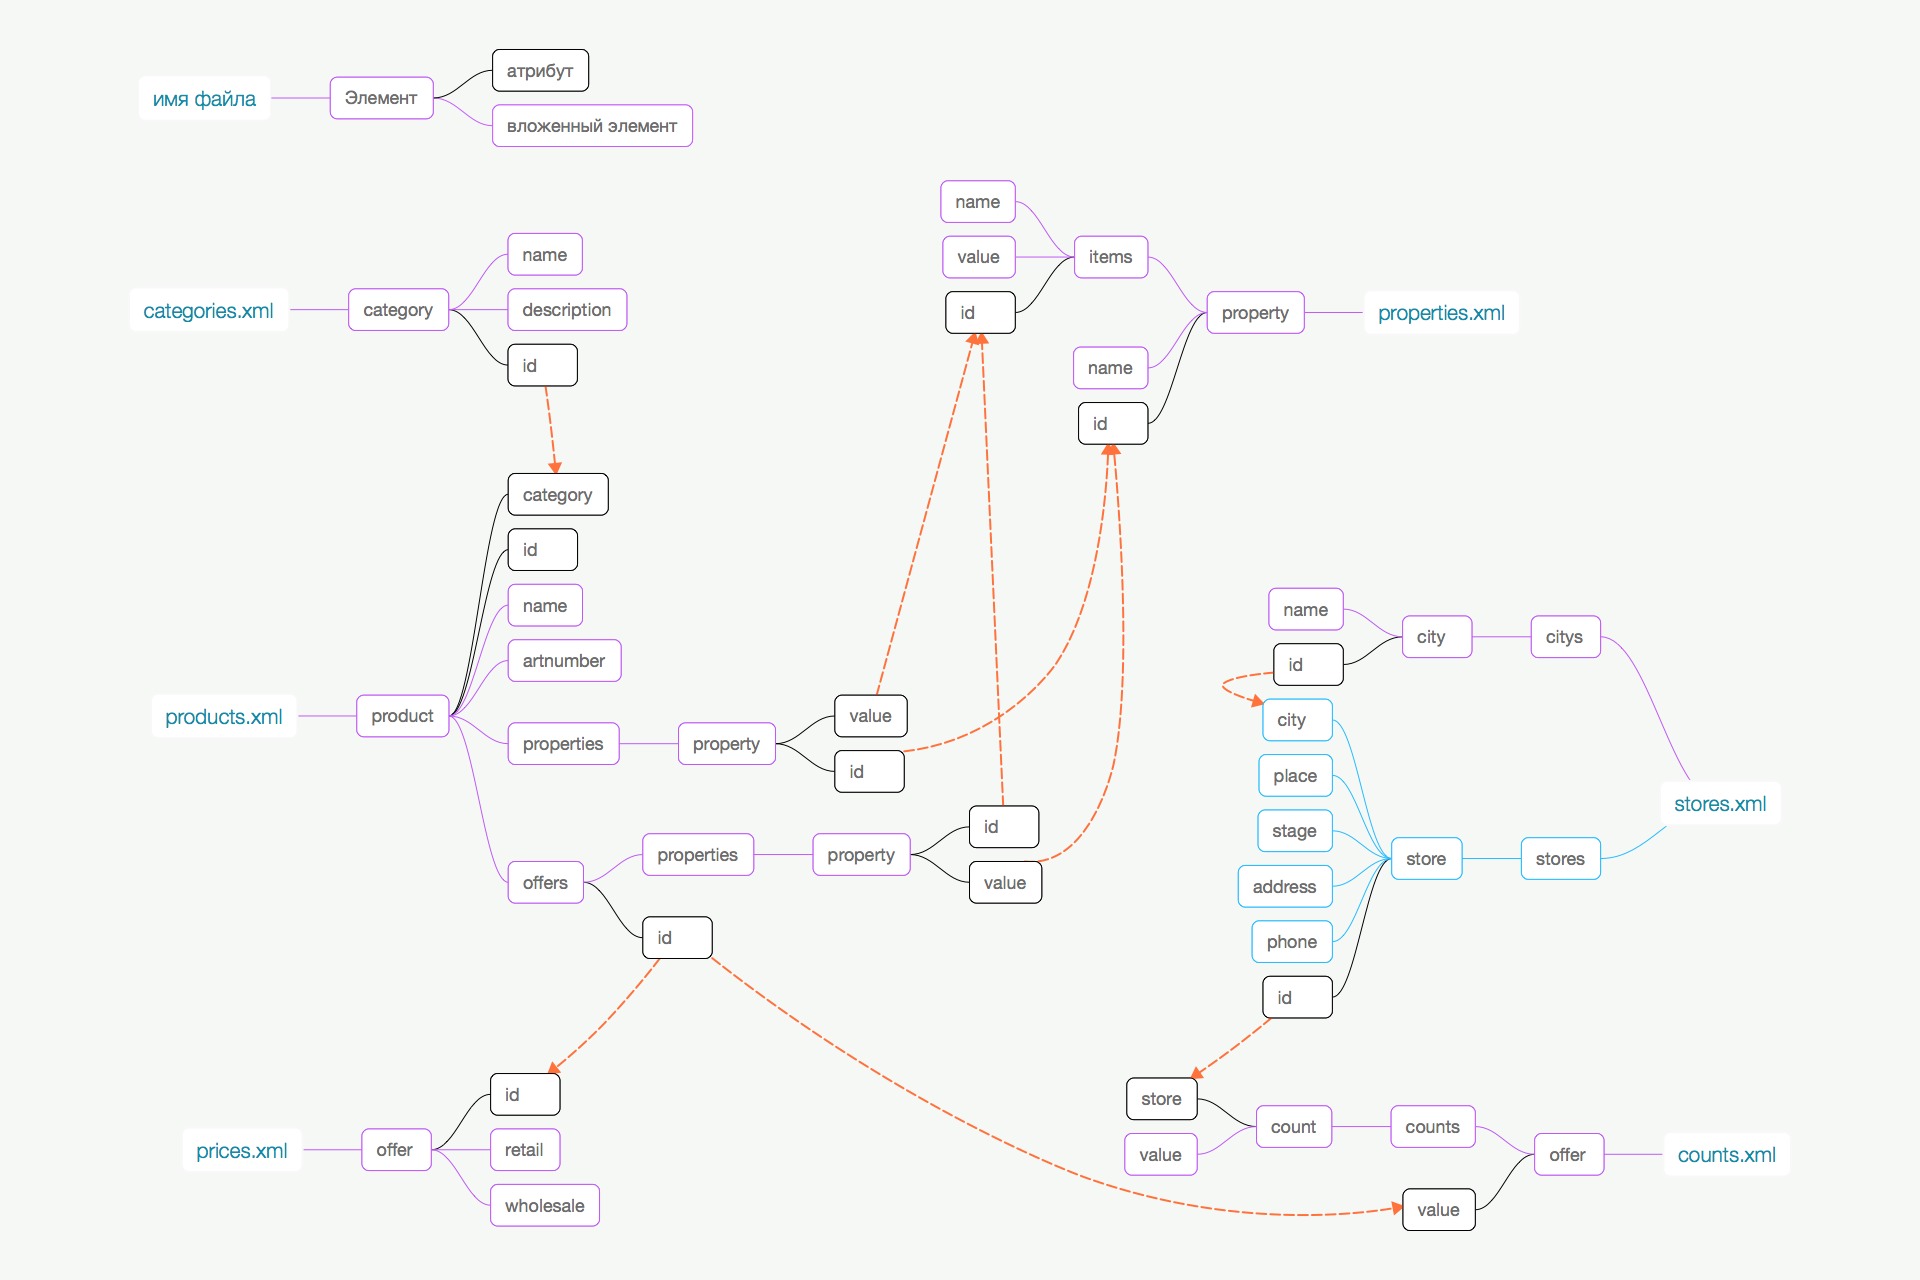 имя файла
Элемент
атрибут
вложенный элемент
categories.xml
category
name
description
id
products.xml
product
category
id
name
artnumber
properties
property
value
id
offers
properties
property
id
value
id
prices.xml
offer
id
retail
wholesale
name
value
id
items
name
id
property
properties.xml
name
id
city
citys
city
place
stage
address
phone
id
store
stores
stores.xml
store
value
count
counts
value
offer
counts.xml